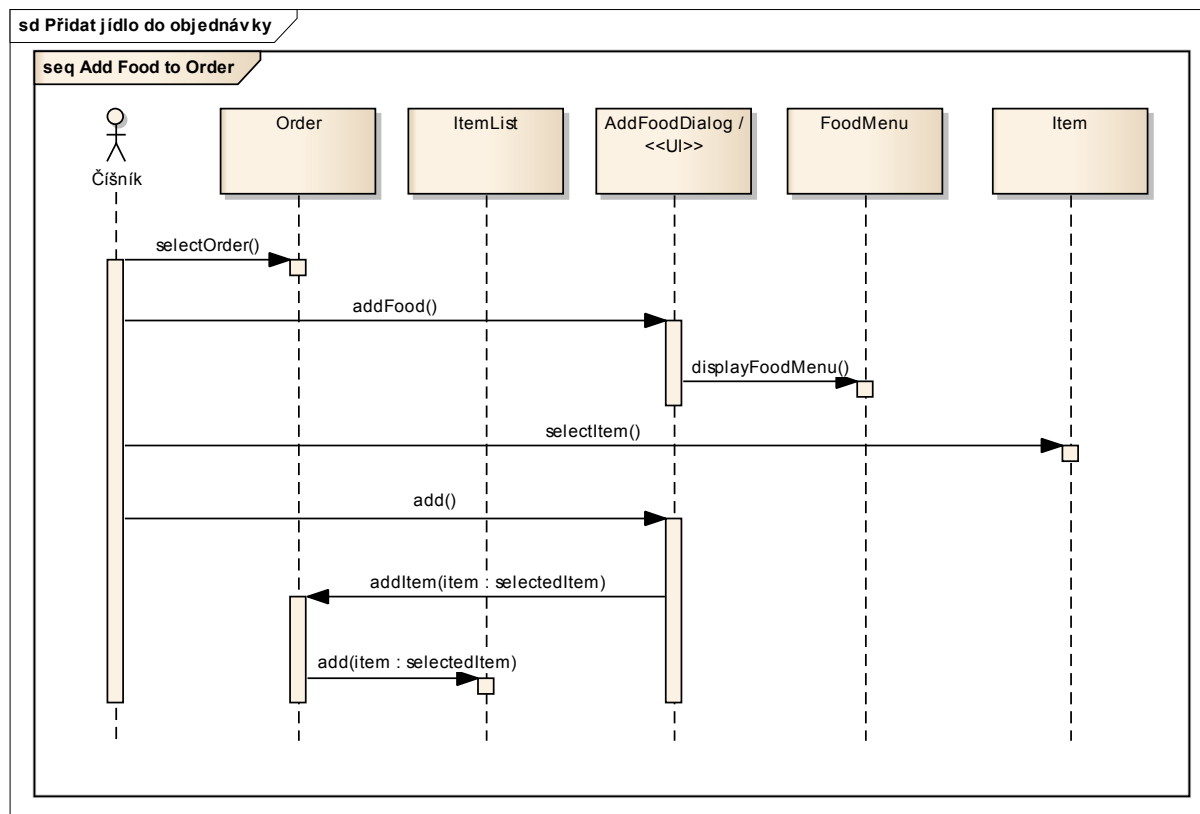 sd Přidat jídlo do objednávky
seq Add Food to Order
Číšník
Order
ItemList
AddFoodDialog /
<<UI>>
FoodMenu
Item
selectOrder()
addFood()
displayFoodMenu()
selectItem()
add()
addItem(item : selectedItem)
add(item : selectedItem)